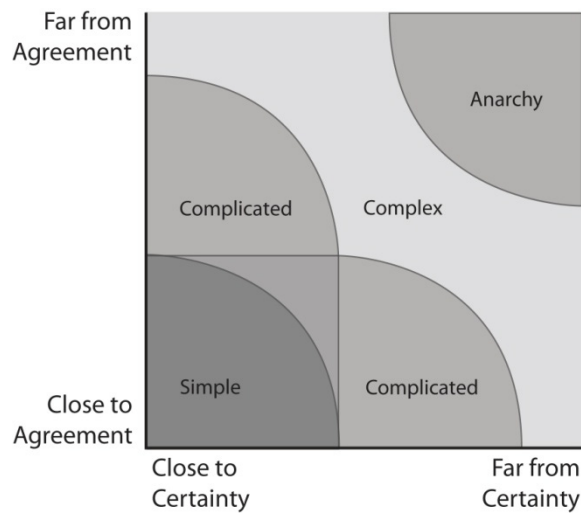 Far from
Agreement
Anarchy
Complicated
Complex
Simple
Complicated
Close to
Agreement
Close to
Certainty
Far from
Certainty